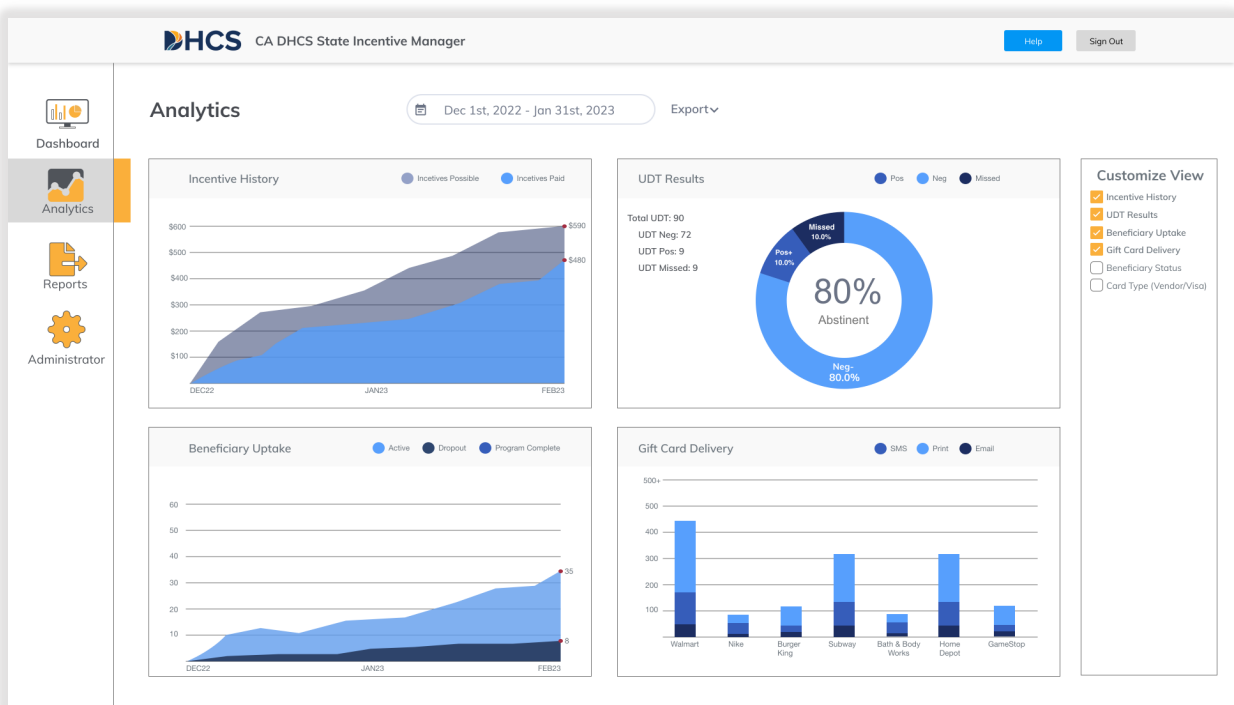 DHCS CA DHCS State Incentive Manager
Help
Sign Out
Dashboard
Analytics
Reports
Administrator
Analytics
Dec 1st, 2022 - Jan 31st, 2023
Export
Incentive History
Incetives Possible
Incetives Paid
$600
$500
$400
$300
$200
$100
$590
$480
DEC22
JAN23
FEB23
UDT Results
Pos
Neg
Missed
Total UDT: 90
UDT Neg: 72
UDT Pos: 9
UDT Missed: 9
Missed
10.0%
Pos+
10.0%
80%
Abstinent
Neg-
80.0%
Customize View
Incentive History
UDT Results
Beneficiary Uptake
Gift Card Delivery
Beneficiary Status
Card Type (Vendor/Visa)
Beneficiary Uptake
Active
Dropout
Program Complete
60
50
40
30
20
10
35
8
DEC22
JAN23
FEB23
Gift Card Delivery
SMS
Print
Email
500+
500
400
300
200
100
Walmart
Nike
Burger
King
Subway
Bath & Body
Works
Home
Depot
GameStop